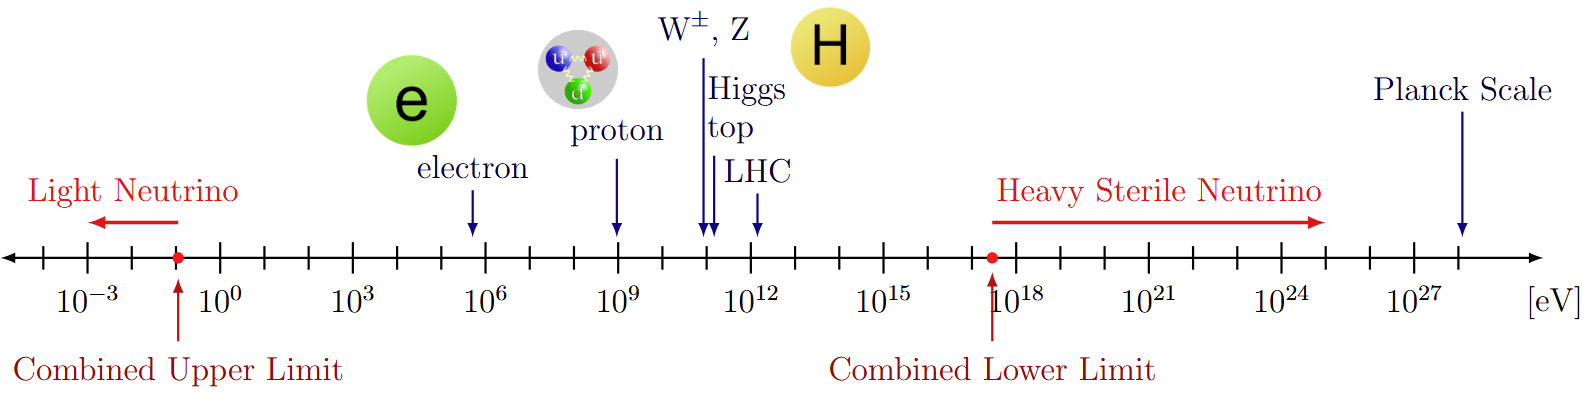 W±, Z
H
e
u u
d
Higgs
top
proton
electron
LHC
Planck Scale
Light Neutrino
Heavy Sterile Neutrino
10⁻³ 10⁰ 10³ 10⁶ 10⁹ 10¹² 10¹⁵ 10¹⁸ 10²¹ 10²⁴ 10²⁷ [eV]
Combined Upper Limit
Combined Lower Limit